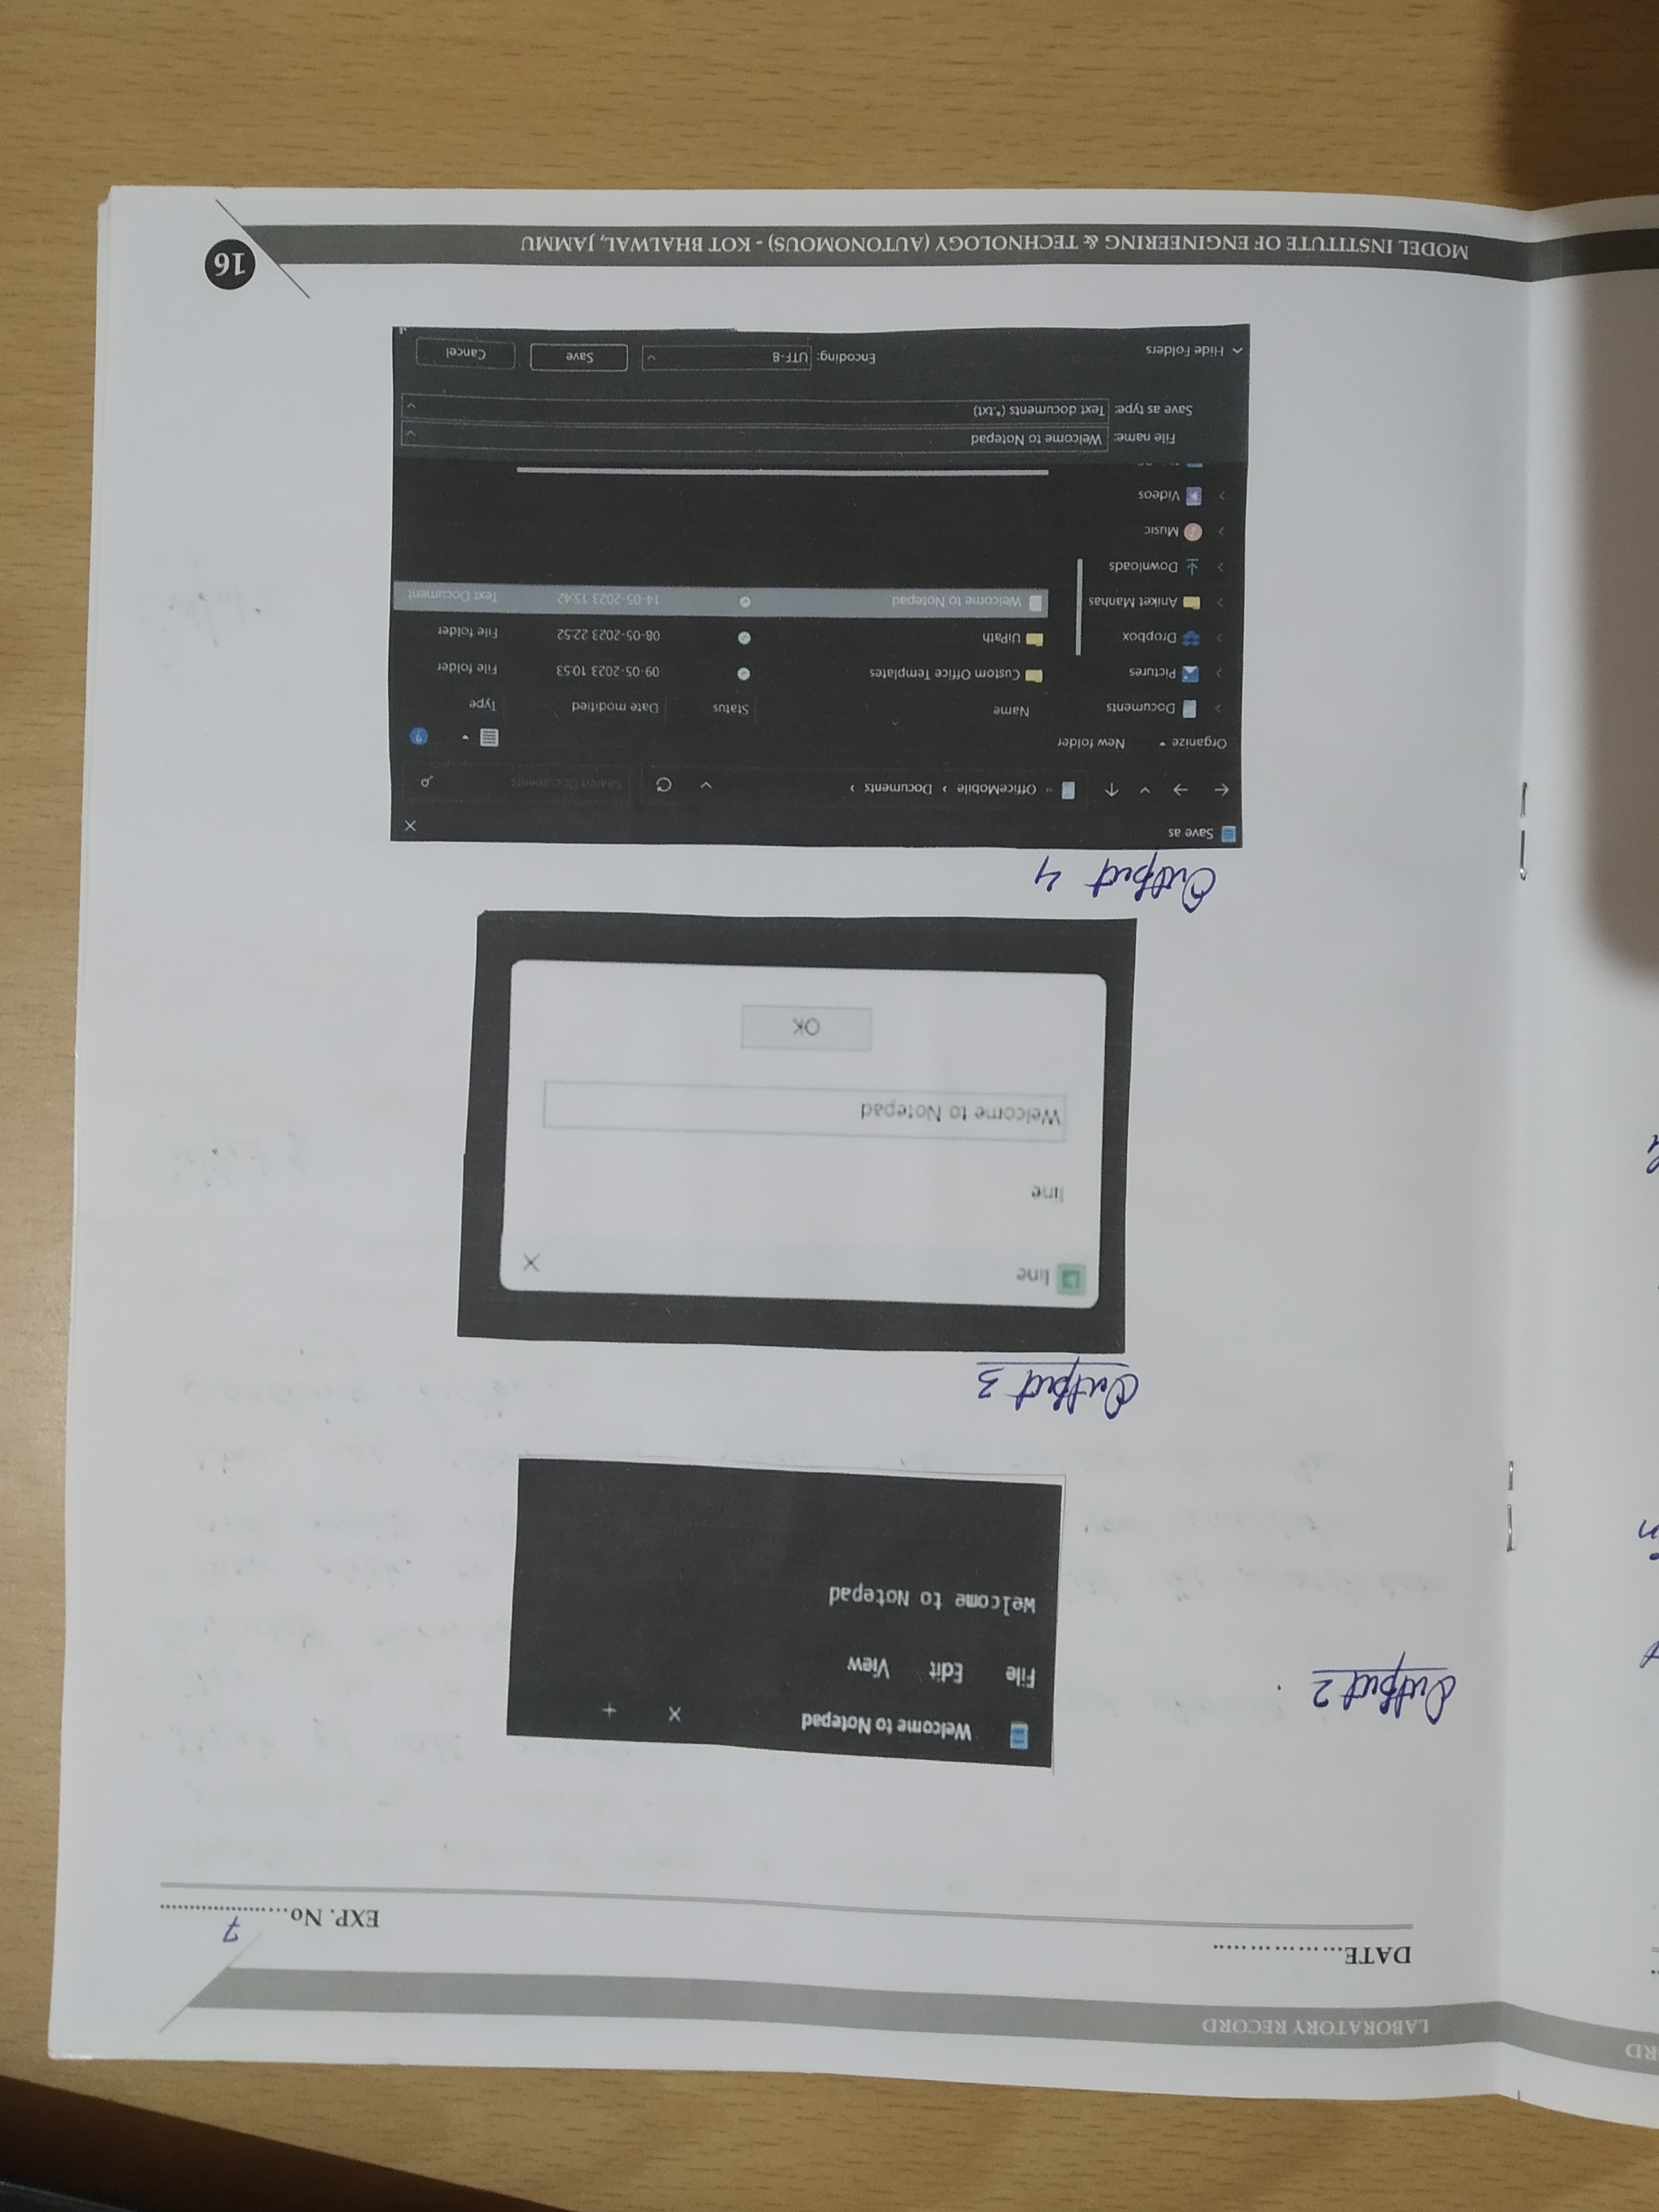 LABORATORY RECORD
DATE..................
EXP. No...................... 7
Output 2
Welcome to Notepad × +
File Edit View
Welcome to Notepad
Output 3
line ×
line
Welcome to Notepad
OK
Output 4
Save as ×
OfficeMobile › Documents ›
Search Documents
Organize New folder
Name Status Date modified Type
Documents
Pictures
Dropbox
Aniket Manhas
Downloads
Music
Videos
Custom Office Templates 09-05-2023 10:53 File folder
UiPath 08-05-2023 22:52 File folder
Welcome to Notepad 14-05-2023 15:42 Text Document
File name: Welcome to Notepad
Save as type: Text documents (*.txt)
Hide Folders Encoding: UTF-8 Save Cancel
MODEL INSTITUTE OF ENGINEERING & TECHNOLOGY (AUTONOMOUS) - KOT BHALWAL, JAMMU
16